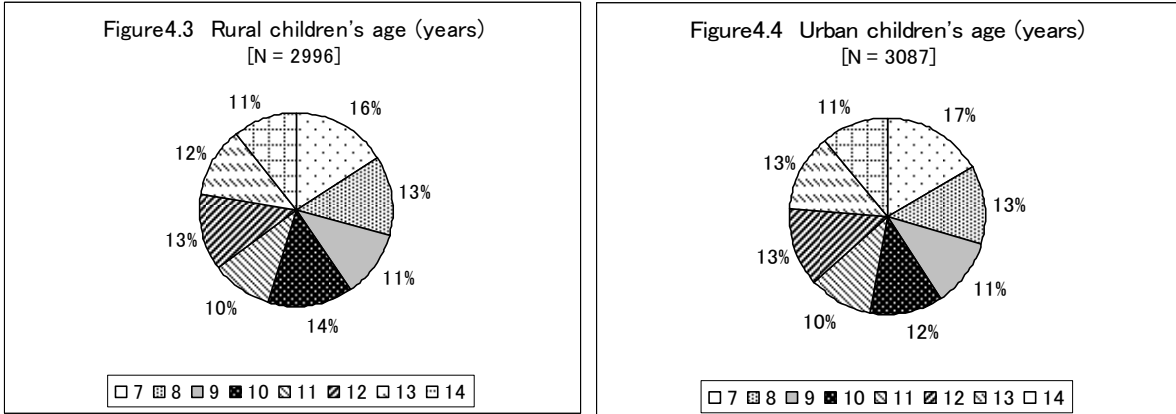 Figure4.3 Rural children's age (years)
[N = 2996]
11%
16%
12%
13%
13%
11%
10%
14%
7 8 9 10 11 12 13 14
Figure4.4 Urban children's age (years)
[N = 3087]
11%
17%
13%
13%
13%
11%
10%
12%
7 8 9 10 11 12 13 14